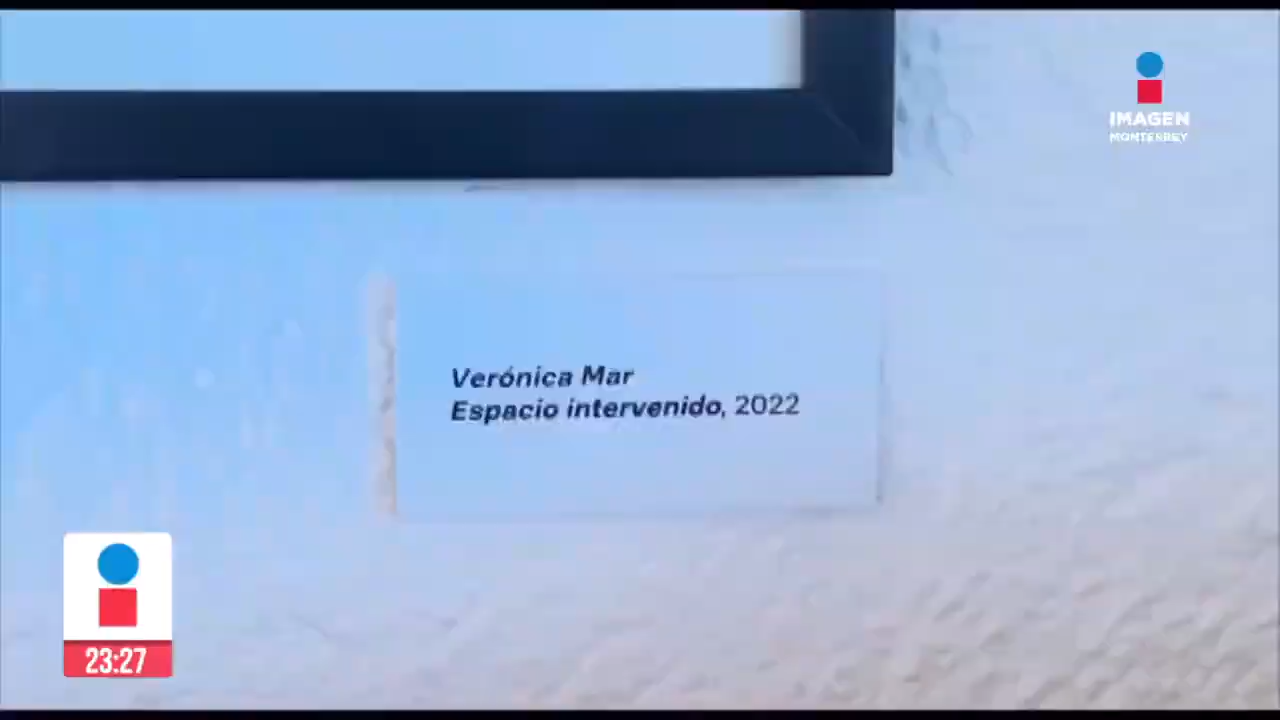 IMAGEN
MONTERREY
Verónica Mar
Espacio intervenido, 2022
23:27